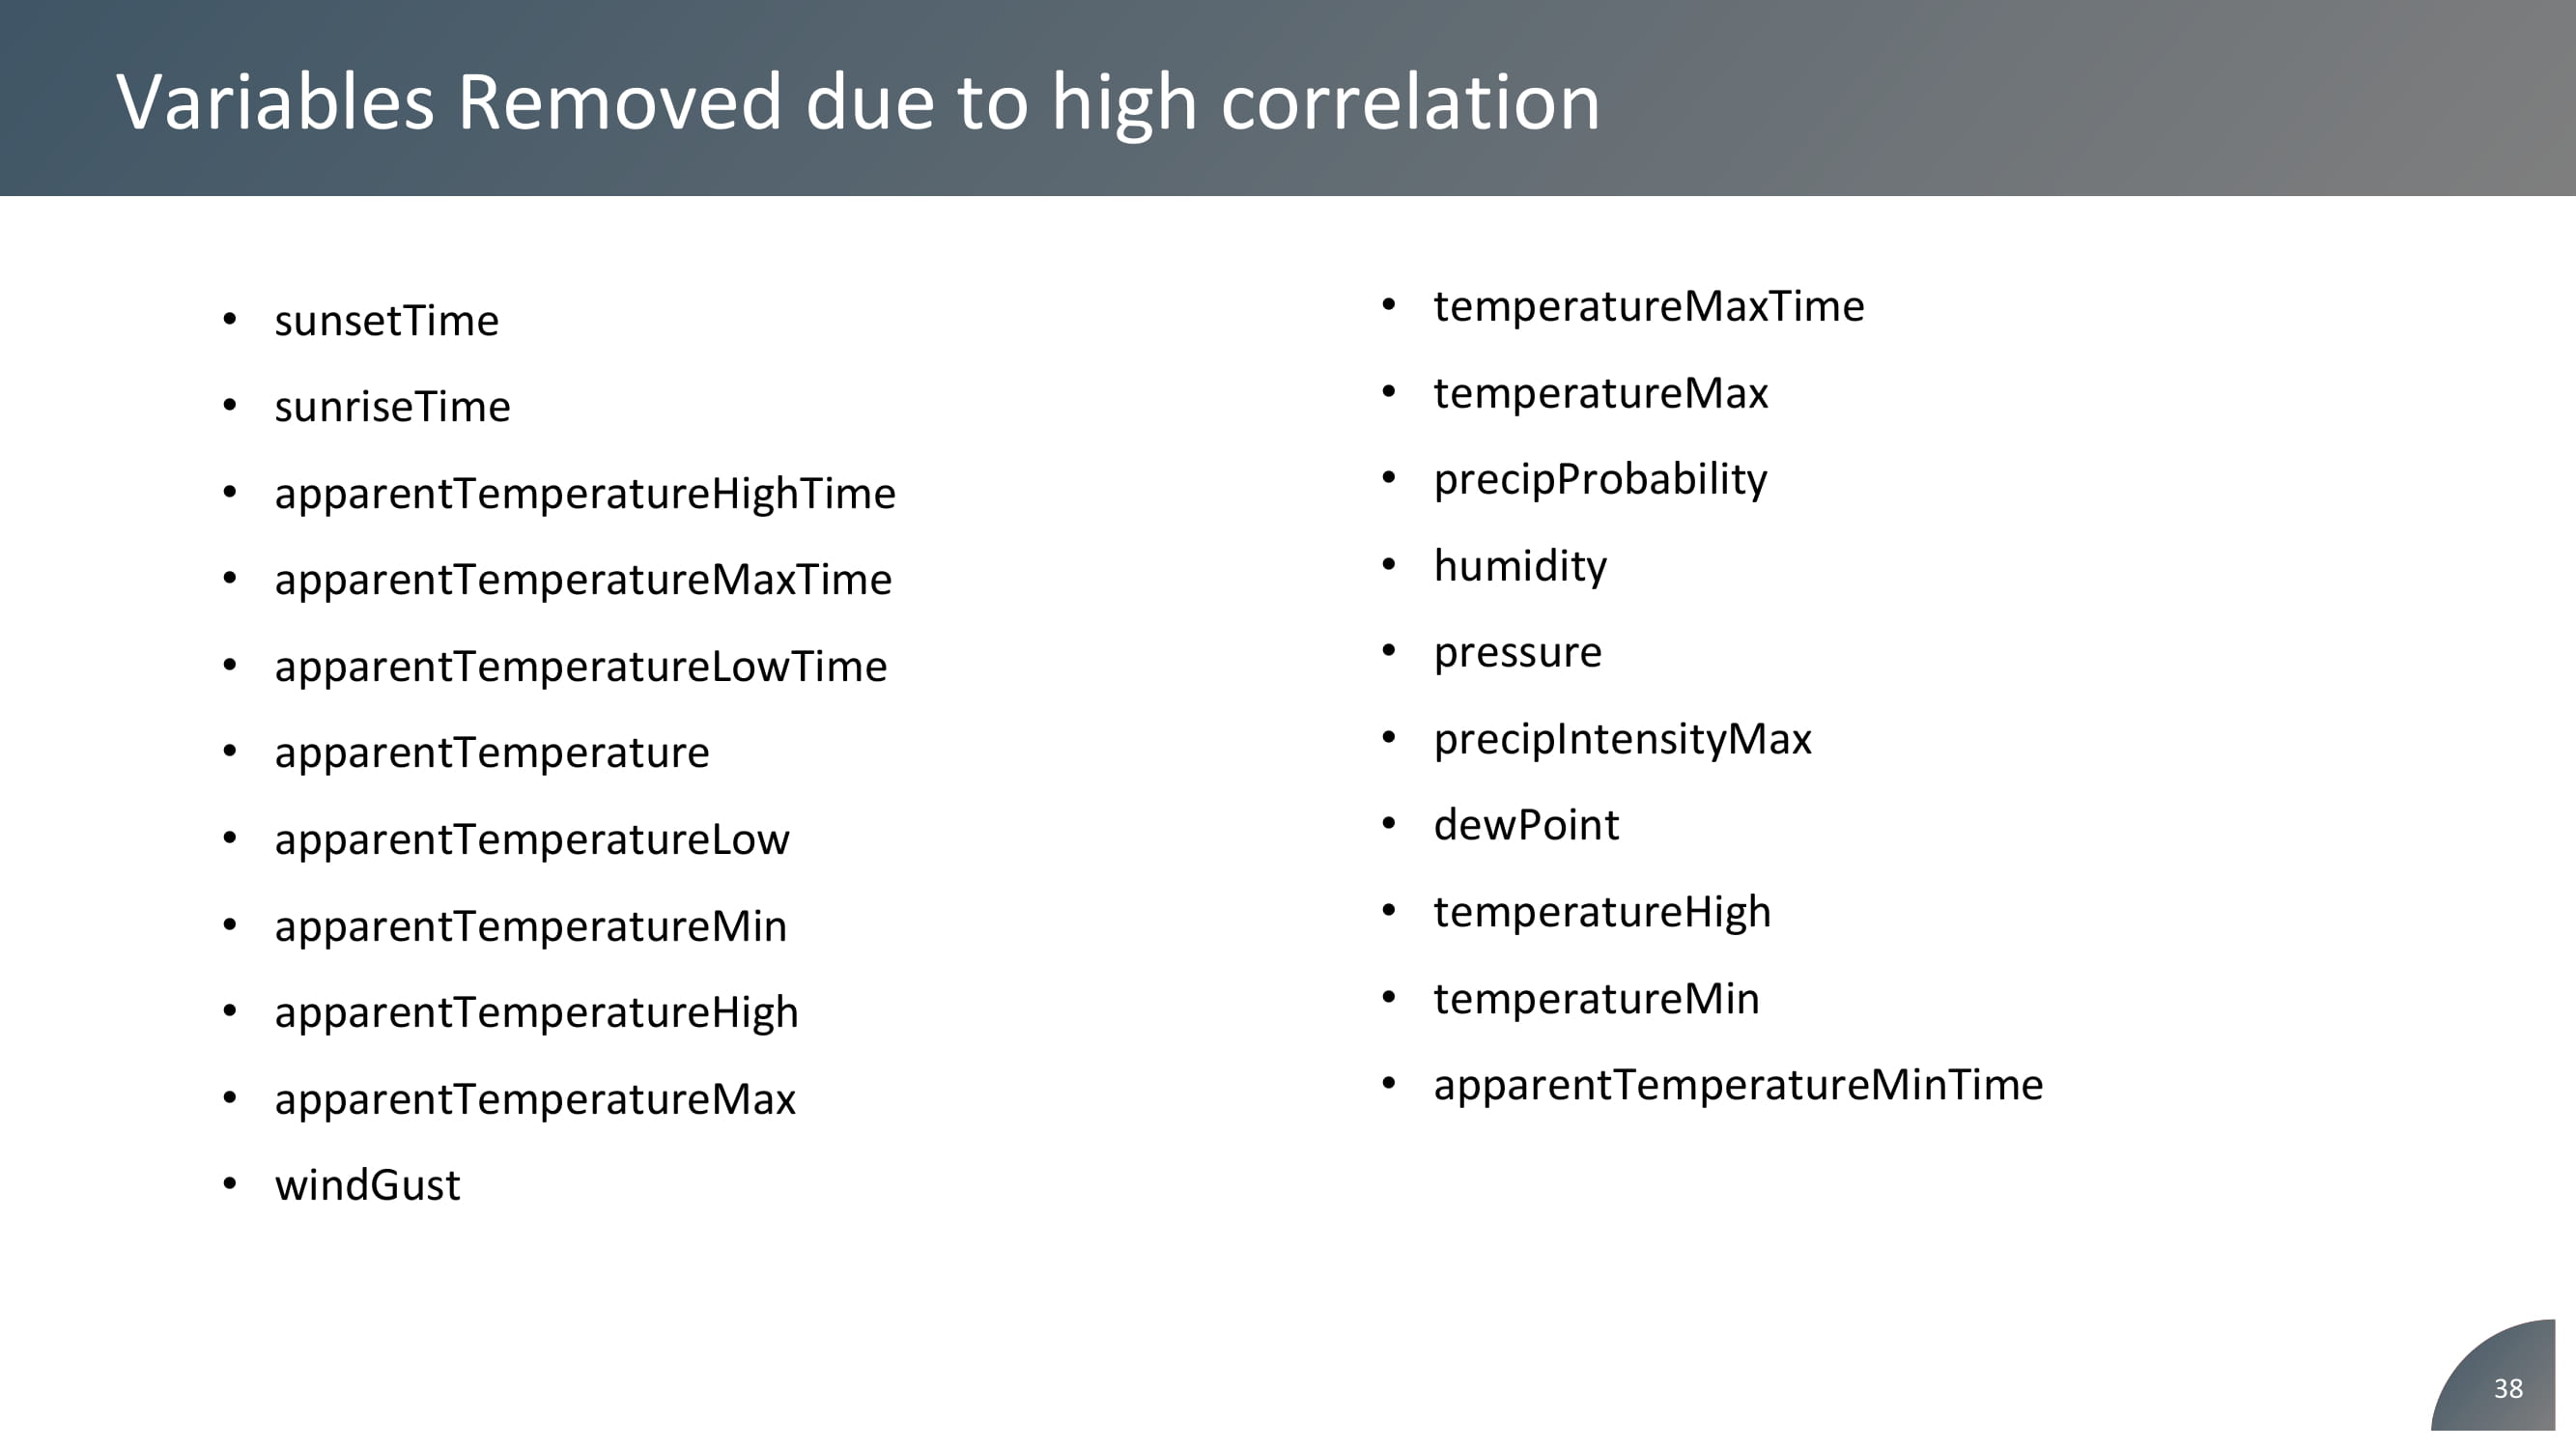 Variables Removed due to high correlation
• sunsetTime
• sunriseTime
• apparentTemperatureHighTime
• apparentTemperatureMaxTime
• apparentTemperatureLowTime
• apparentTemperature
• apparentTemperatureLow
• apparentTemperatureMin
• apparentTemperatureHigh
• apparentTemperatureMax
• windGust
• temperatureMaxTime
• temperatureMax
• precipProbability
• humidity
• pressure
• precipIntensityMax
• dewPoint
• temperatureHigh
• temperatureMin
• apparentTemperatureMinTime
38